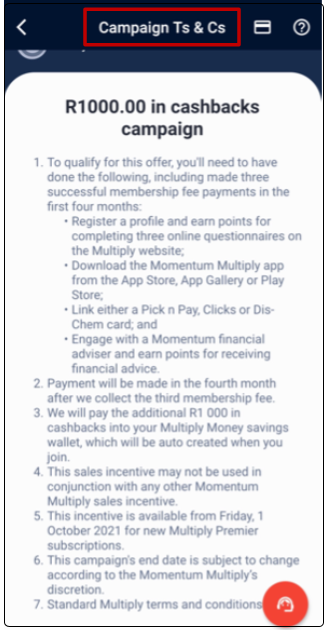 Campaign Ts & Cs
R1000.00 in cashbacks
campaign
1. To qualify for this offer, you'll need to have
done the following, including made three
successful membership fee payments in the
first four months:
• Register a profile and earn points for
completing three online questionnaires on
the Multiply website;
• Download the Momentum Multiply app
from the App Store, App Gallery or Play
Store;
• Link either a Pick n Pay, Clicks or Dis-
Chem card; and
• Engage with a Momentum financial
adviser and earn points for receiving
financial advice.
2. Payment will be made in the fourth month
after we collect the third membership fee.
3. We will pay the additional R1 000 in
cashbacks into your Multiply Money savings
wallet, which will be auto created when you
join.
4. This sales incentive may not be used in
conjunction with any other Momentum
Multiply sales incentive.
5. This incentive is available from Friday, 1
October 2021 for new Multiply Premier
subscriptions.
6. This campaign's end date is subject to change
according to the Momentum Multiply's
discretion.
7. Standard Multiply terms and conditions